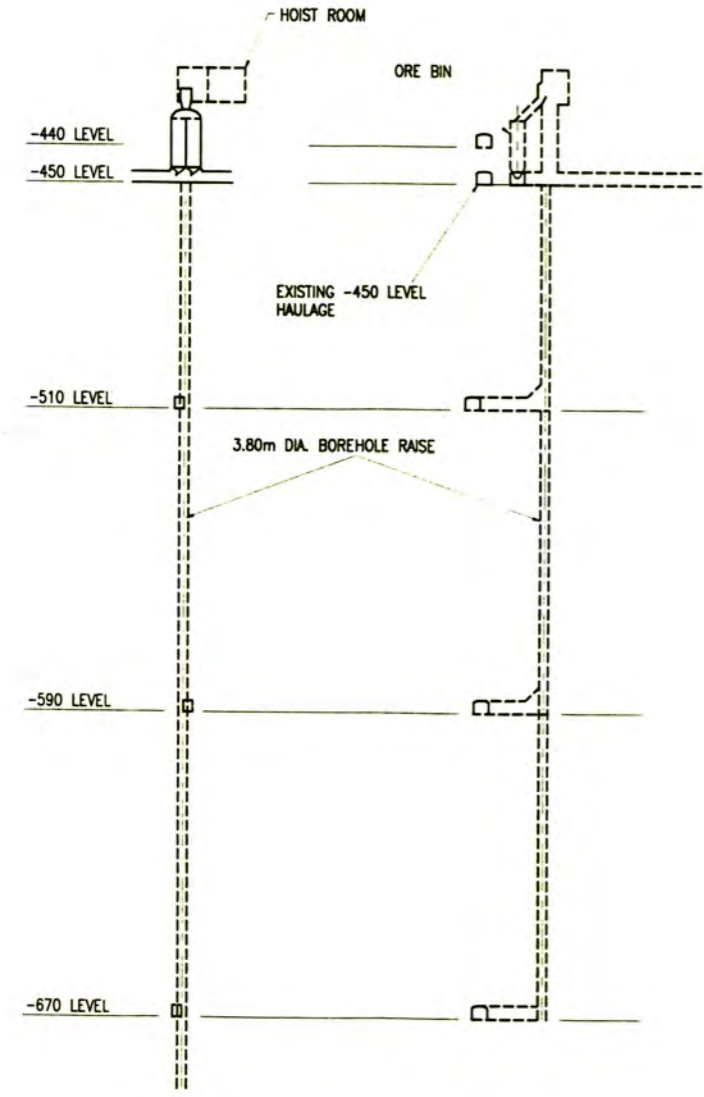 HOIST ROOM
ORE BIN
-440 LEVEL
-450 LEVEL
EXISTING -450 LEVEL
HAULAGE
-510 LEVEL
3.80m DIA. BOREHOLE RAISE
-590 LEVEL
-670 LEVEL